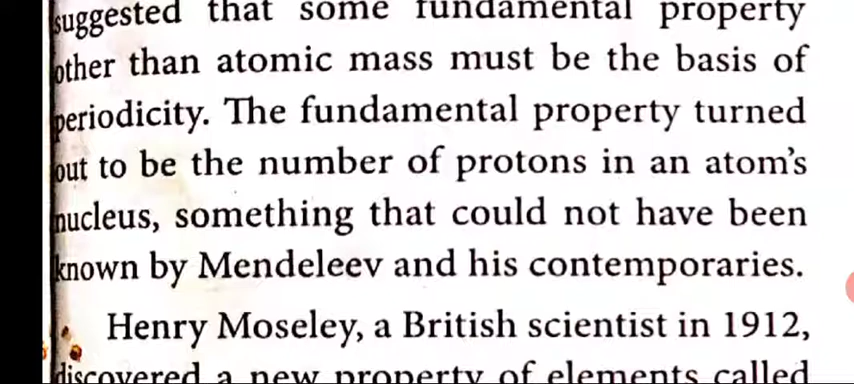 suggested that some fundamental property
other than atomic mass must be the basis of
periodicity. The fundamental property turned
out to be the number of protons in an atom's
nucleus, something that could not have been
known by Mendeleev and his contemporaries.
Henry Moseley, a British scientist in 1912,
discovered a new property of elements called